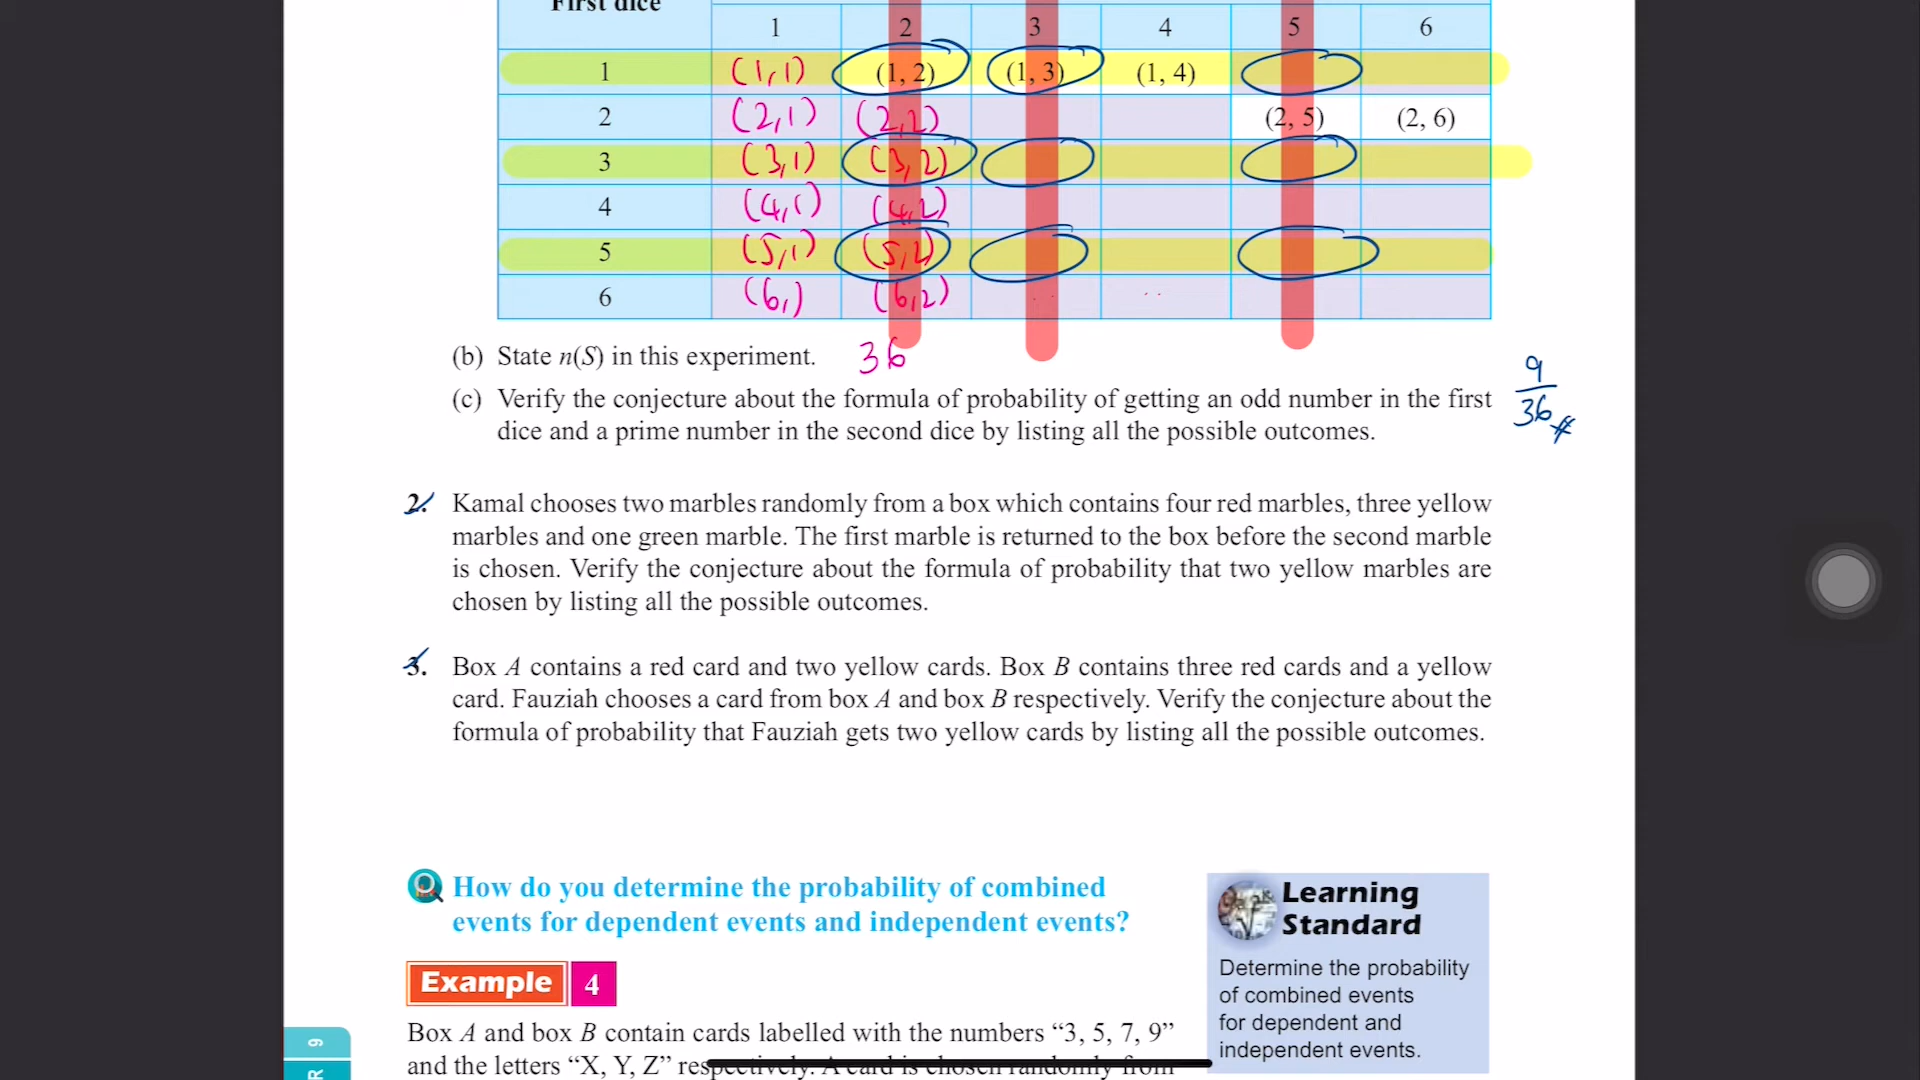 First dice
1 2 3 4 5 6
1 (1,1) (1, 2) (1, 3) (1, 4)
2 (2,1) (2,2) (2, 5) (2, 6)
3 (3,1) (3,2)
4 (4,1) (4,2)
5 (5,1) (5,2)
6 (6,) (6,2)
(b) State n(S) in this experiment. 36
(c) Verify the conjecture about the formula of probability of getting an odd number in the first
dice and a prime number in the second dice by listing all the possible outcomes.
9
36 #
2. Kamal chooses two marbles randomly from a box which contains four red marbles, three yellow
marbles and one green marble. The first marble is returned to the box before the second marble
is chosen. Verify the conjecture about the formula of probability that two yellow marbles are
chosen by listing all the possible outcomes.
3. Box A contains a red card and two yellow cards. Box B contains three red cards and a yellow
card. Fauziah chooses a card from box A and box B respectively. Verify the conjecture about the
formula of probability that Fauziah gets two yellow cards by listing all the possible outcomes.
How do you determine the probability of combined
events for dependent events and independent events?
Learning
Standard
Determine the probability
of combined events
for dependent and
independent events.
Example 4
Box A and box B contain cards labelled with the numbers “3, 5, 7, 9”
and the letters “X, Y, Z” respectively. A card is chosen randomly from
R 9